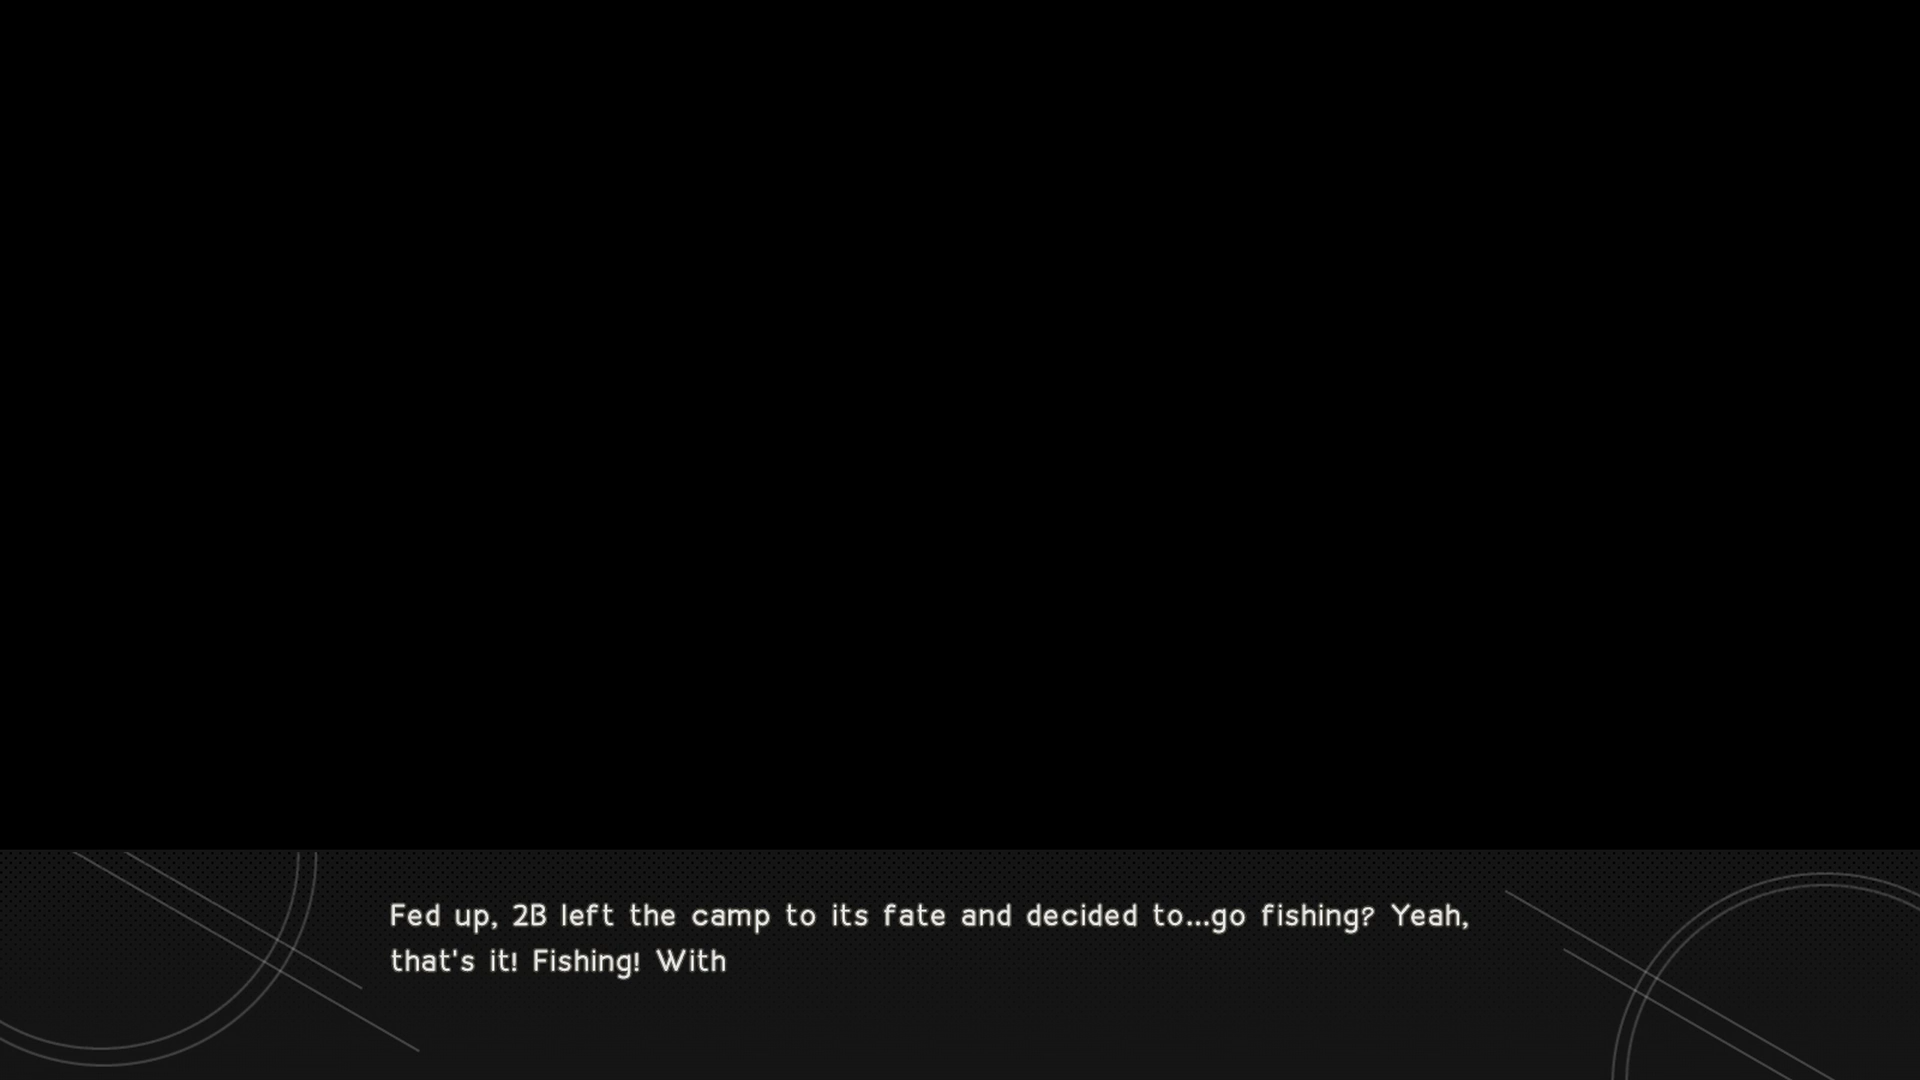 Fed up, 2B left the camp to its fate and decided to...go fishing? Yeah,
that's it! Fishing! With